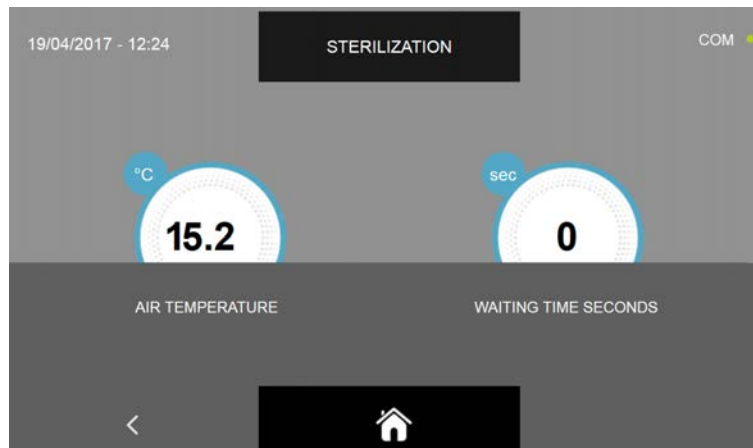 19/04/2017 - 12:24
STERILIZATION
COM
°C
sec
15.2
0
AIR TEMPERATURE
WAITING TIME SECONDS